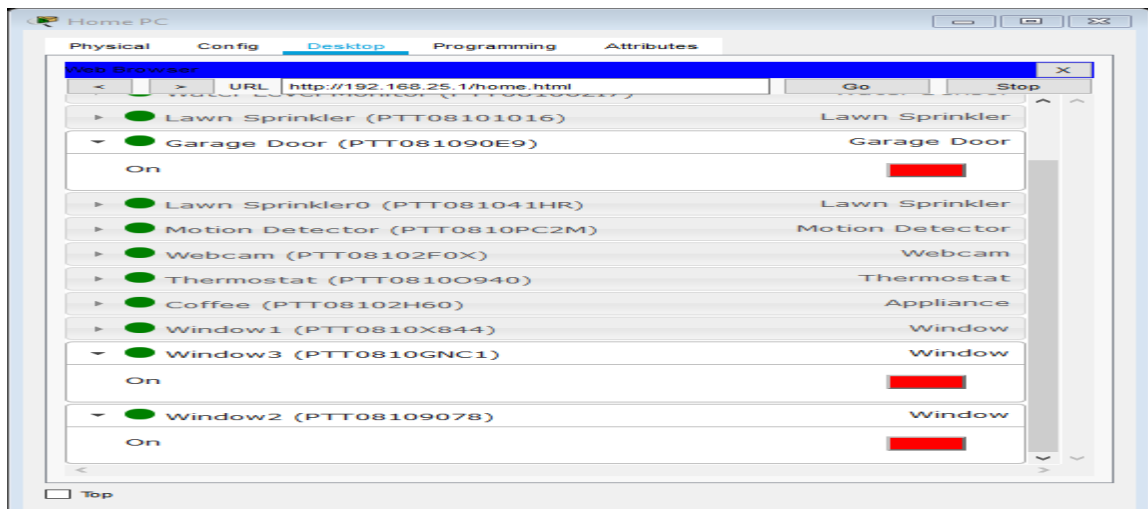 Home PC
Physical Config Desktop Programming Attributes
Web Browser X
< > URL http://192.168.25.1/home.html Go Stop
Lawn Sprinkler (PTT08101016) Lawn Sprinkler
Garage Door (PTT081090E9) Garage Door
On
Lawn Sprinkler0 (PTT081041HR) Lawn Sprinkler
Motion Detector (PTT0810PC2M) Motion Detector
Webcam (PTT08102F0X) Webcam
Thermostat (PTT0810O940) Thermostat
Coffee (PTT08102H60) Appliance
Window1 (PTT0810X844) Window
Window3 (PTT0810GNC1) Window
On
Window2 (PTT08109078) Window
On
Top